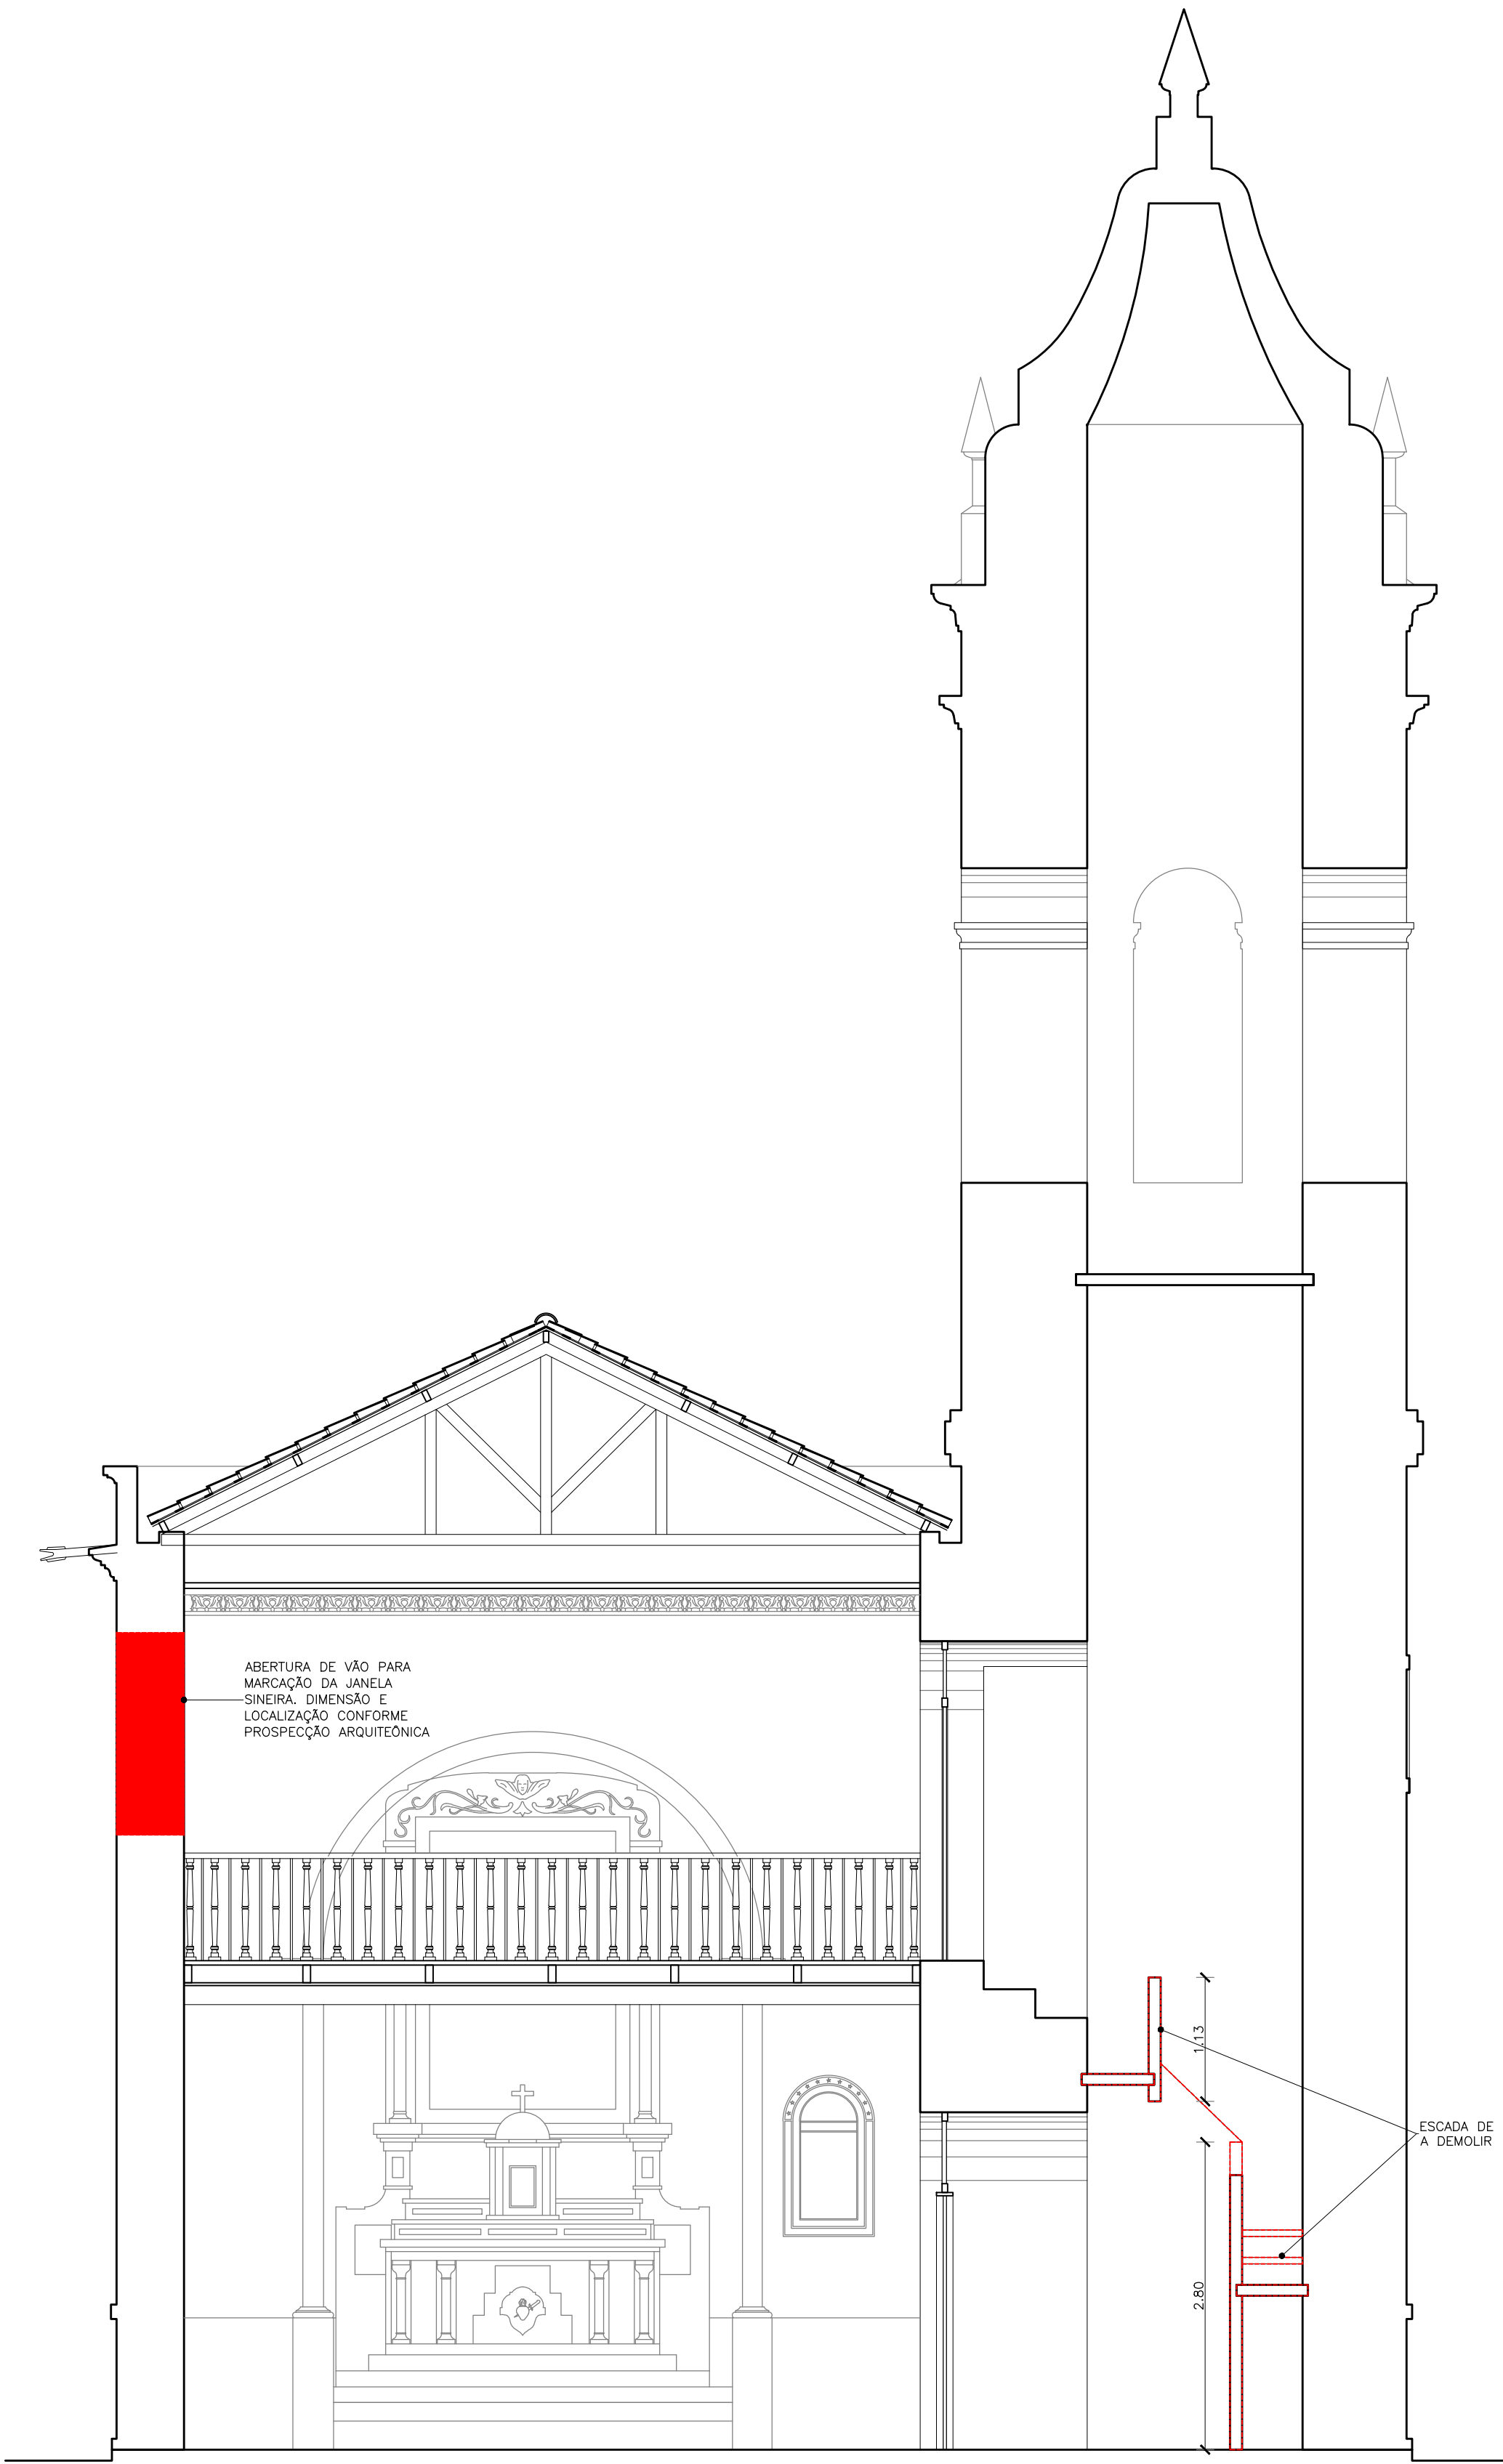 ABERTURA DE VÃO PARA
MARCAÇÃO DA JANELA
SINEIRA. DIMENSÃO E
LOCALIZAÇÃO CONFORME
PROSPECÇÃO ARQUITEÔNICA
1.13
ESCADA DE
A DEMOLIR
2.80